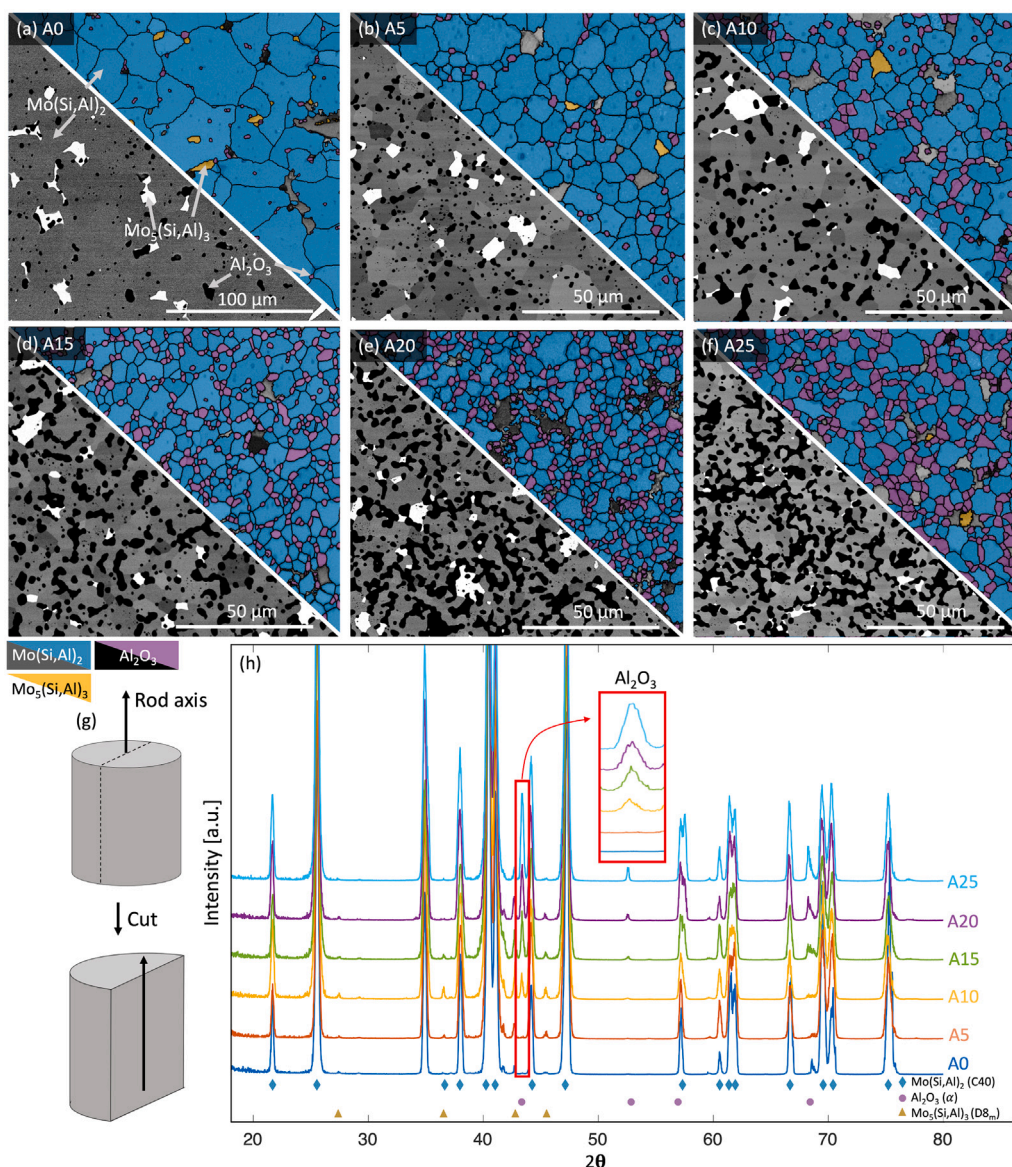 (a) A0
(b) A5
(c) A10
Mo(Si,Al)₂
Mo₅(Si,Al)₃
Al₂O₃
100 μm
50 μm
50 μm
(d) A15
(e) A20
(f) A25
50 μm
50 μm
50 μm
Mo(Si,Al)₂
Al₂O₃
Mo₅(Si,Al)₃
(g)
Rod axis
Cut
(h)
Al₂O₃
Intensity [a.u.]
A25
A20
A15
A10
A5
A0
Mo(Si,Al)₂ (C40)
Al₂O₃ (α)
Mo₅(Si,Al)₃ (D8ₘ)
20 30 40 50 60 70 80
2θ